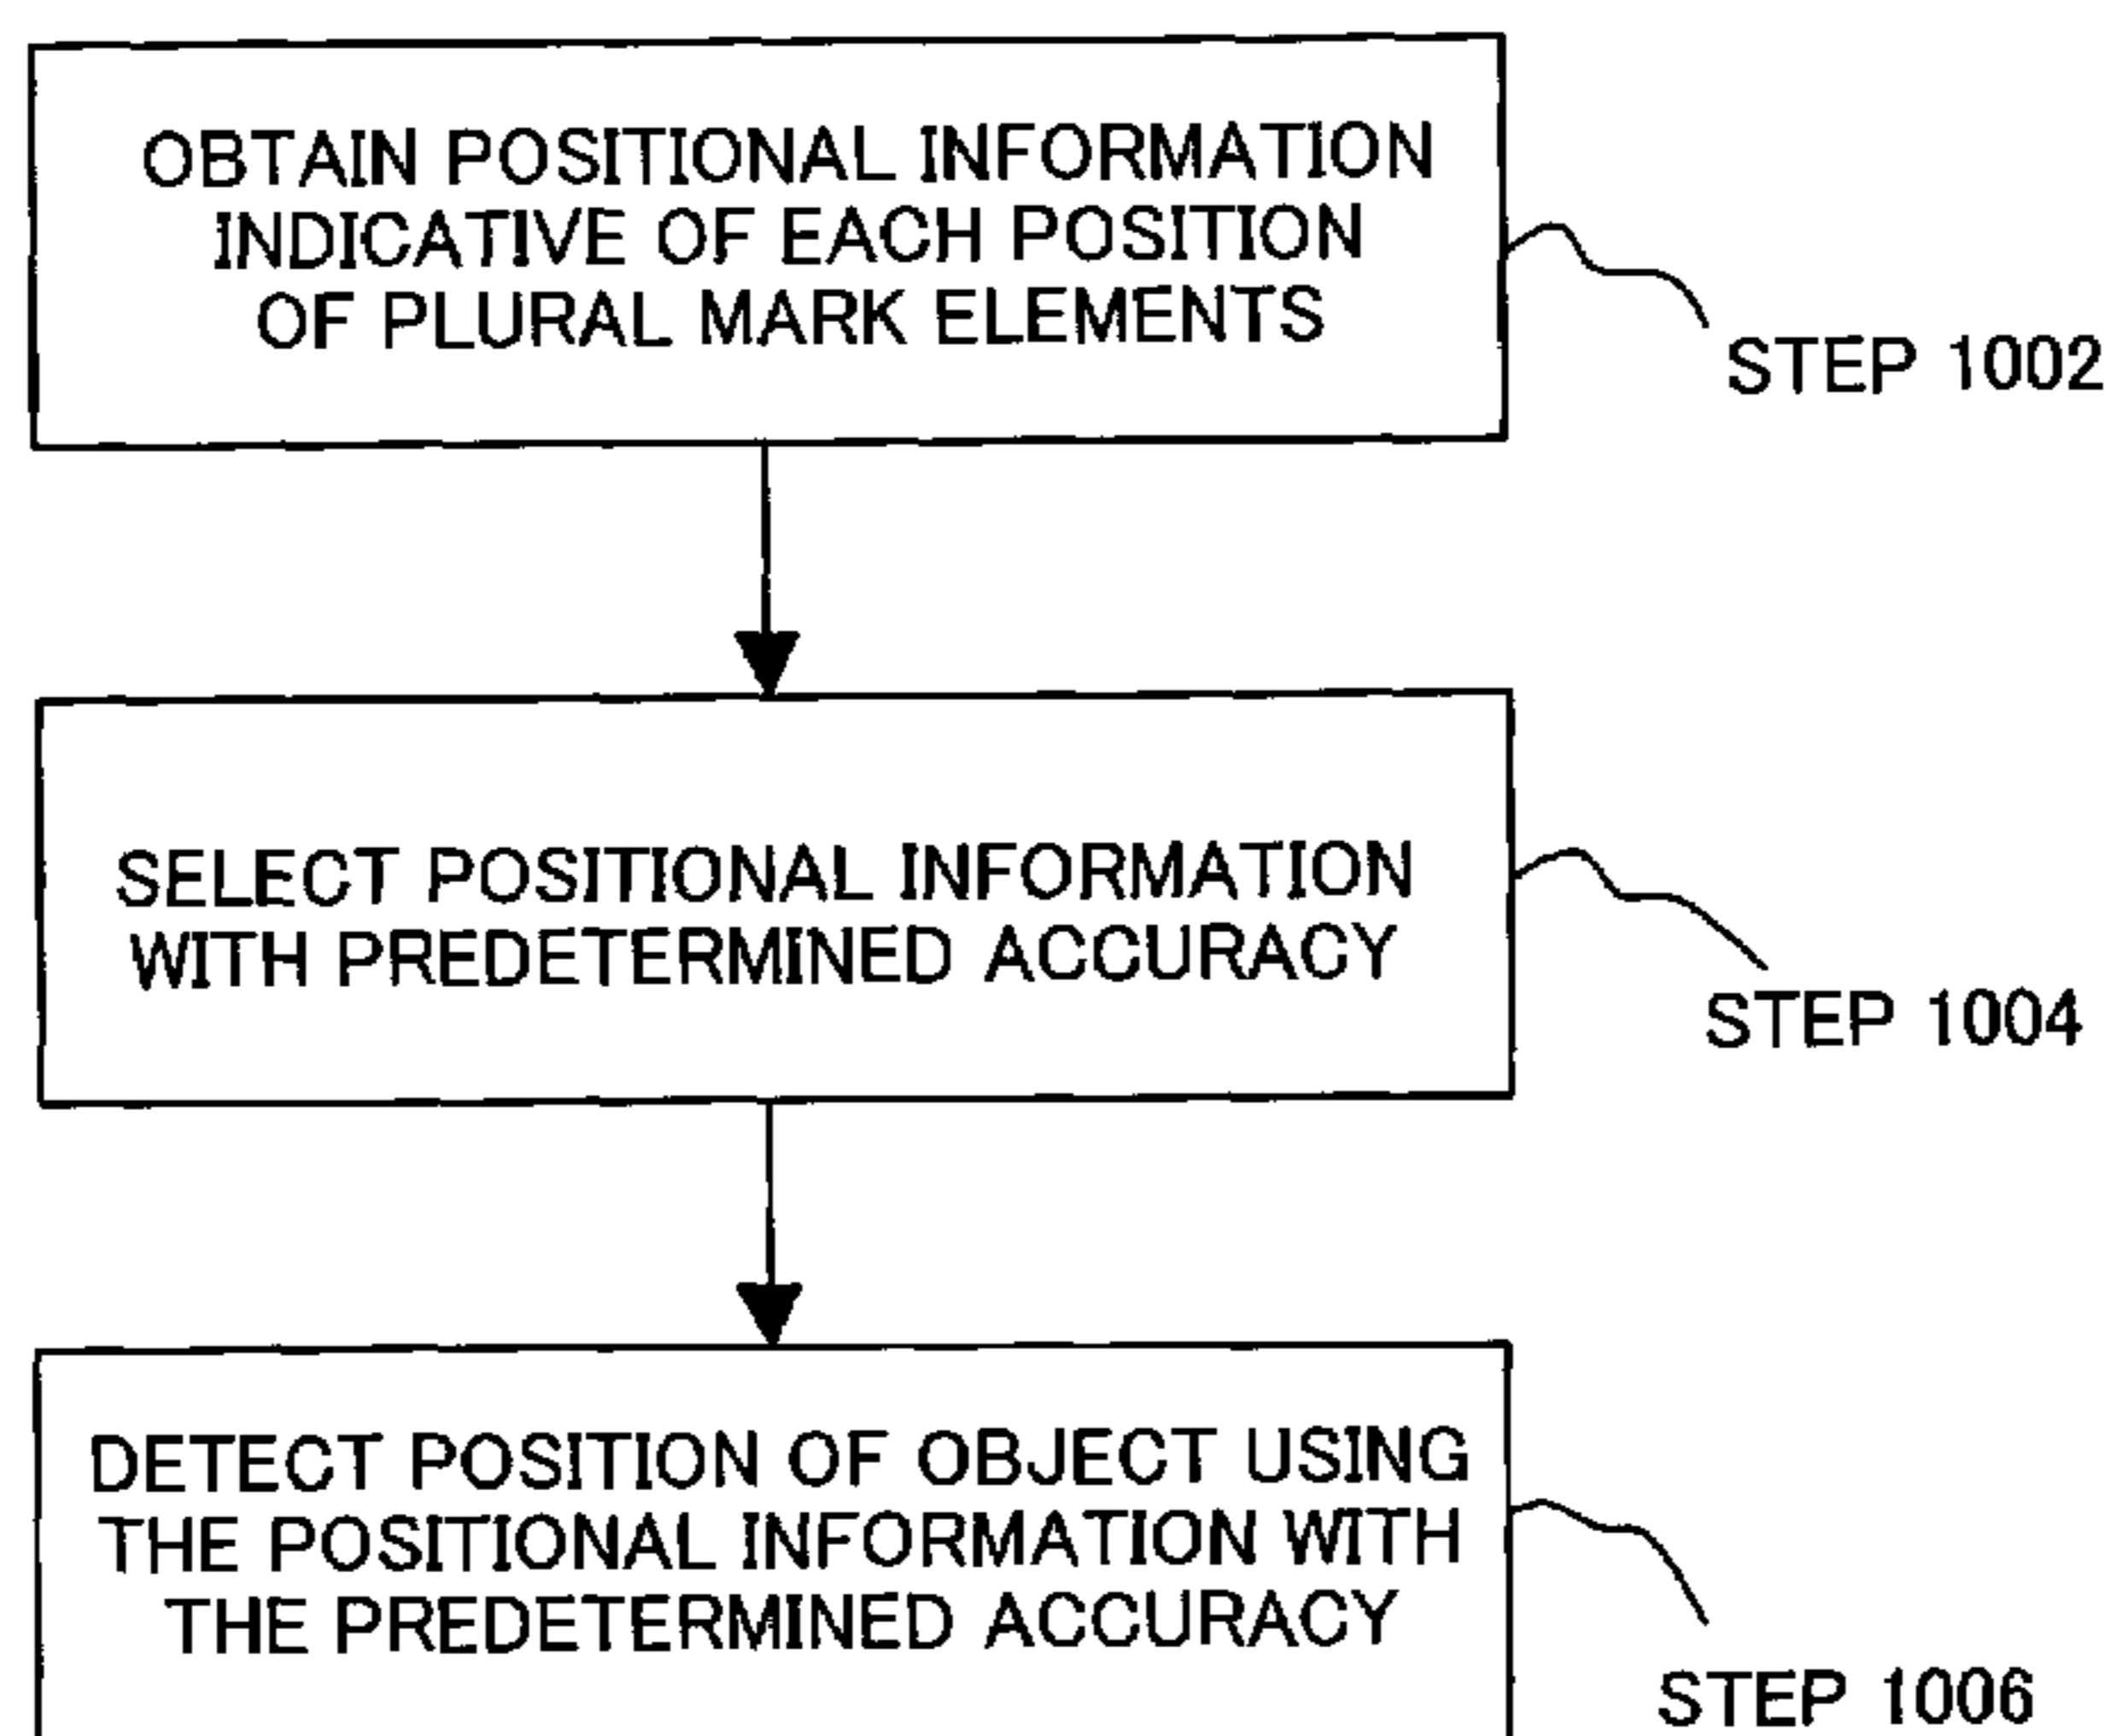 OBTAIN POSITIONAL INFORMATION
INDICATIVE OF EACH POSITION
OF PLURAL MARK ELEMENTS
STEP 1002
SELECT POSITIONAL INFORMATION
WITH PREDETERMINED ACCURACY
STEP 1004
DETECT POSITION OF OBJECT USING
THE POSITIONAL INFORMATION WITH
THE PREDETERMINED ACCURACY
STEP 1006